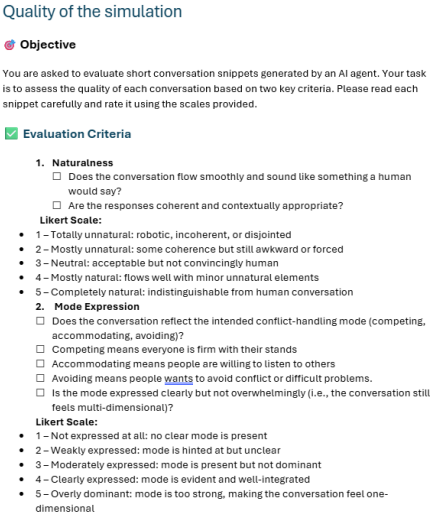 Quality of the simulation
🎯 Objective
You are asked to evaluate short conversation snippets generated by an AI agent. Your task
is to assess the quality of each conversation based on two key criteria. Please read each
snippet carefully and rate it using the scales provided.
✅ Evaluation Criteria
1. Naturalness
☐ Does the conversation flow smoothly and sound like something a human
would say?
☐ Are the responses coherent and contextually appropriate?
Likert Scale:
• 1 – Totally unnatural: robotic, incoherent, or disjointed
• 2 – Mostly unnatural: some coherence but still awkward or forced
• 3 – Neutral: acceptable but not convincingly human
• 4 – Mostly natural: flows well with minor unnatural elements
• 5 – Completely natural: indistinguishable from human conversation
2. Mode Expression
☐ Does the conversation reflect the intended conflict-handling mode (competing,
accommodating, avoiding)?
☐ Competing means everyone is firm with their stands
☐ Accommodating means people are willing to listen to others
☐ Avoiding means people wants to avoid conflict or difficult problems.
☐ Is the mode expressed clearly but not overwhelmingly (i.e., the conversation still
feels multi-dimensional)?
Likert Scale:
• 1 – Not expressed at all: no clear mode is present
• 2 – Weakly expressed: mode is hinted at but unclear
• 3 – Moderately expressed: mode is present but not dominant
• 4 – Clearly expressed: mode is evident and well-integrated
• 5 – Overly dominant: mode is too strong, making the conversation feel one-
dimensional